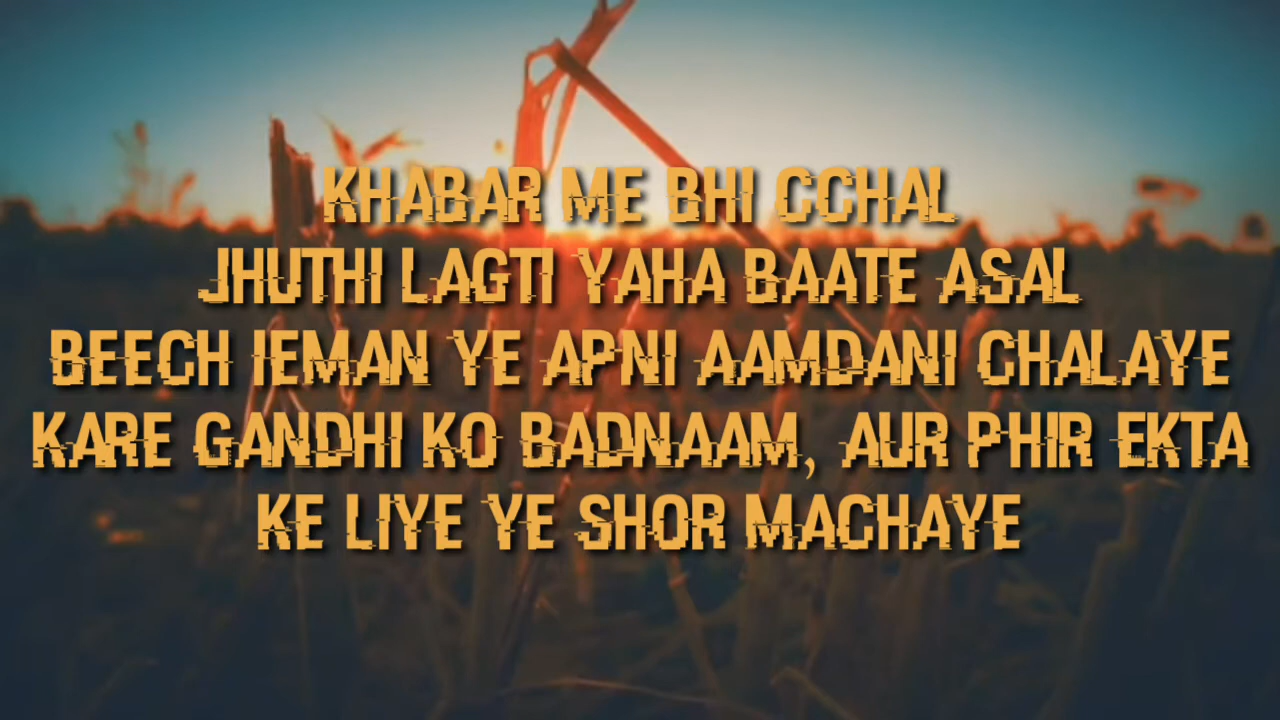 KHABAR ME BHI CCHAL
JHUTHI LAGTI YAHA BAATE ASAL
BEECH IEMAN YE APNI AAMDANI CHALAYE
KARE GANDHI KO BADNAAM, AUR PHIR EKTA
KE LIYE YE SHOR MACHAYE